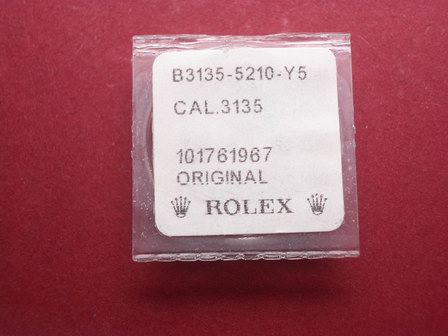 B3135-5210-Y5
CAL.3135
101761967
ORIGINAL
ROLEX